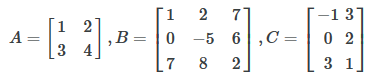 A = [1 2; 3 4], B = [1 2 7; 0 -5 6; 7 8 2], C = [-1 3; 0 2; 3 1]